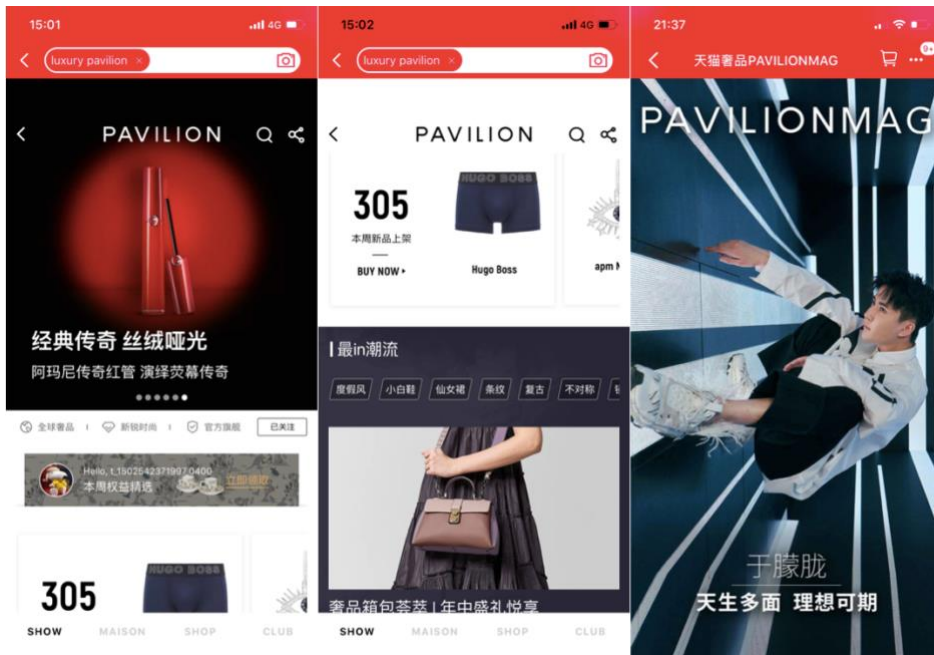 15:01
4G
luxury pavilion ×
PAVILION
经典传奇 丝绒哑光
阿玛尼传奇红管 演绎荧幕传奇
全球奢品
新锐时尚
官方旗舰
已关注
Hello, t_1802542371997,0400
本周权益精选
立即领取
305
HUGO BOSS
SHOW
MAISON
SHOP
CLUB
15:02
4G
luxury pavilion ×
PAVILION
305
本周新品上架
BUY NOW
HUGO BOSS
Hugo Boss
apm
最in潮流
度假风
小白鞋
仙女裙
条纹
复古
不对称
奢品箱包荟萃 | 年中盛礼悦享
SHOW
MAISON
SHOP
CLUB
21:37
天猫奢品PAVILIONMAG
9+
PAVILIONMAG
于朦胧
天生多面 理想可期